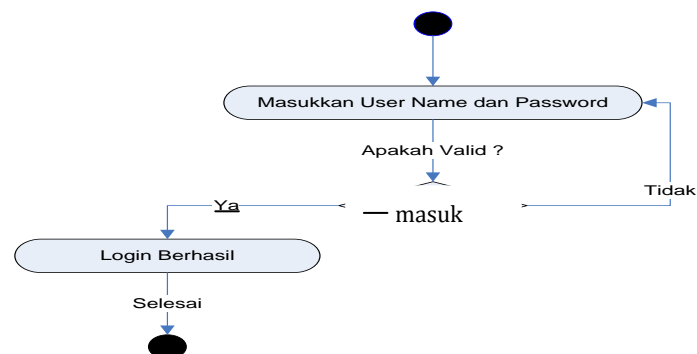 Masukkan User Name dan Password
Apakah Valid ?
Tidak
Ya
— masuk
Login Berhasil
Selesai